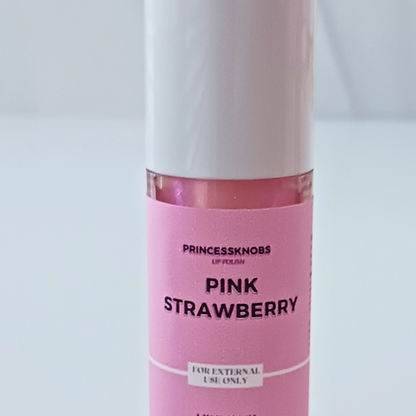 PRINCESSKNOBS
LIP POLISH
PINK
STRAWBERRY
FOR EXTERNAL
USE ONLY